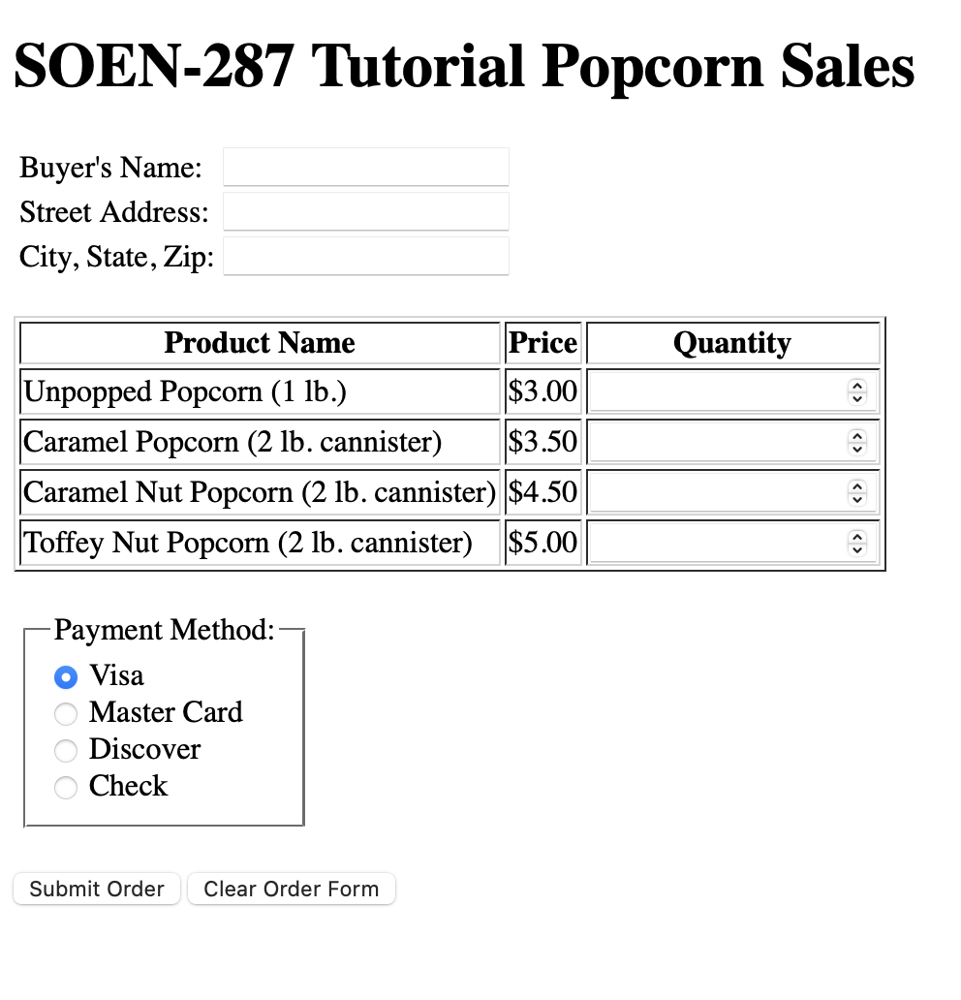 SOEN-287 Tutorial Popcorn Sales
Buyer's Name:
Street Address:
City, State, Zip:
Product Name Price Quantity
Unpopped Popcorn (1 lb.) $3.00
Caramel Popcorn (2 lb. cannister) $3.50
Caramel Nut Popcorn (2 lb. cannister) $4.50
Toffey Nut Popcorn (2 lb. cannister) $5.00
Payment Method:
Visa
Master Card
Discover
Check
Submit Order Clear Order Form